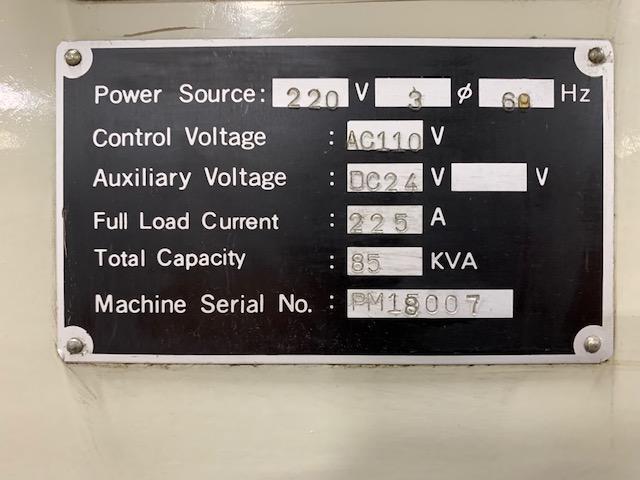 Power Source: 220 V 3 ø 60 Hz
Control Voltage : AC110 V
Auxiliary Voltage : DC24 V V
Full Load Current : 225 A
Total Capacity : 85 KVA
Machine Serial No. :